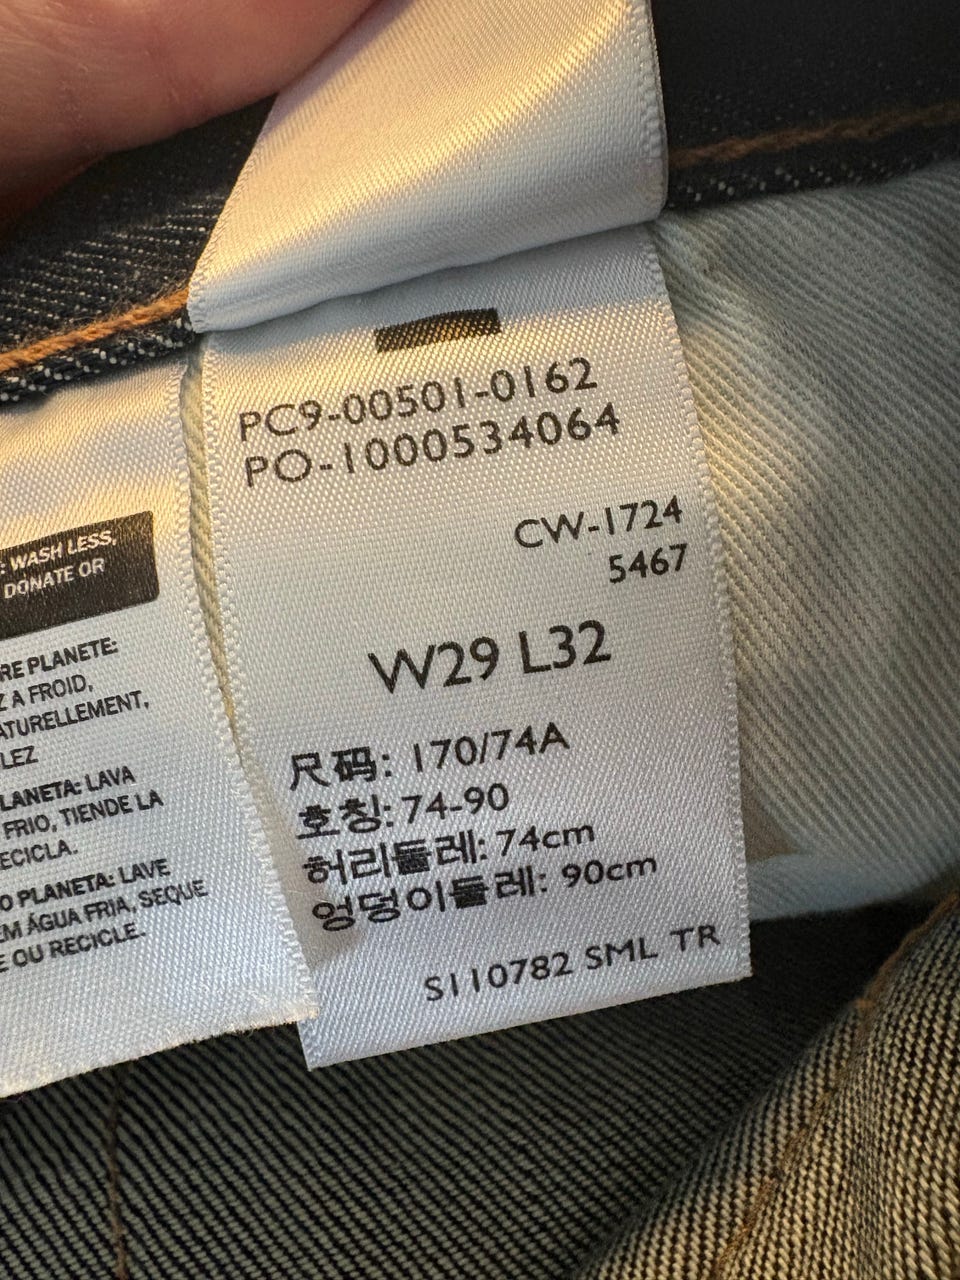 : WASH LESS,
DONATE OR
RE PLANETE:
Z A FROID,
ATURELLEMENT,
LEZ
LANETA: LAVA
FRIO, TIENDE LA
ECICLA.
O PLANETA: LAVE
EM ÁGUA FRIA, SEQUE
E OU RECICLE.
PC9-00501-0162
PO-1000534064
CW-1724
5467
W29 L32
尺码: 170/74A
호칭: 74-90
허리둘레: 74cm
엉덩이둘레: 90cm
S110782 SML TR